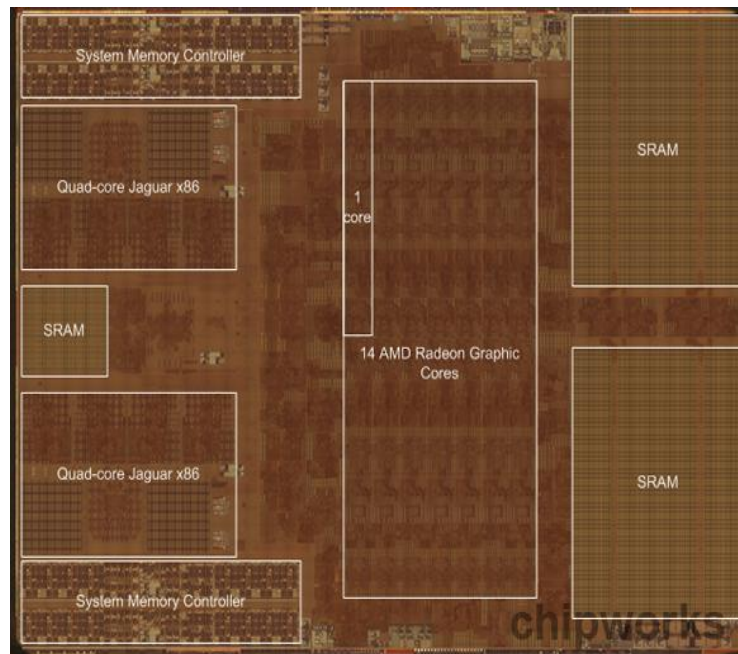 System Memory Controller
Quad-core Jaguar x86
1
core
SRAM
SRAM
14 AMD Radeon Graphic
Cores
Quad-core Jaguar x86
SRAM
System Memory Controller
chipworks